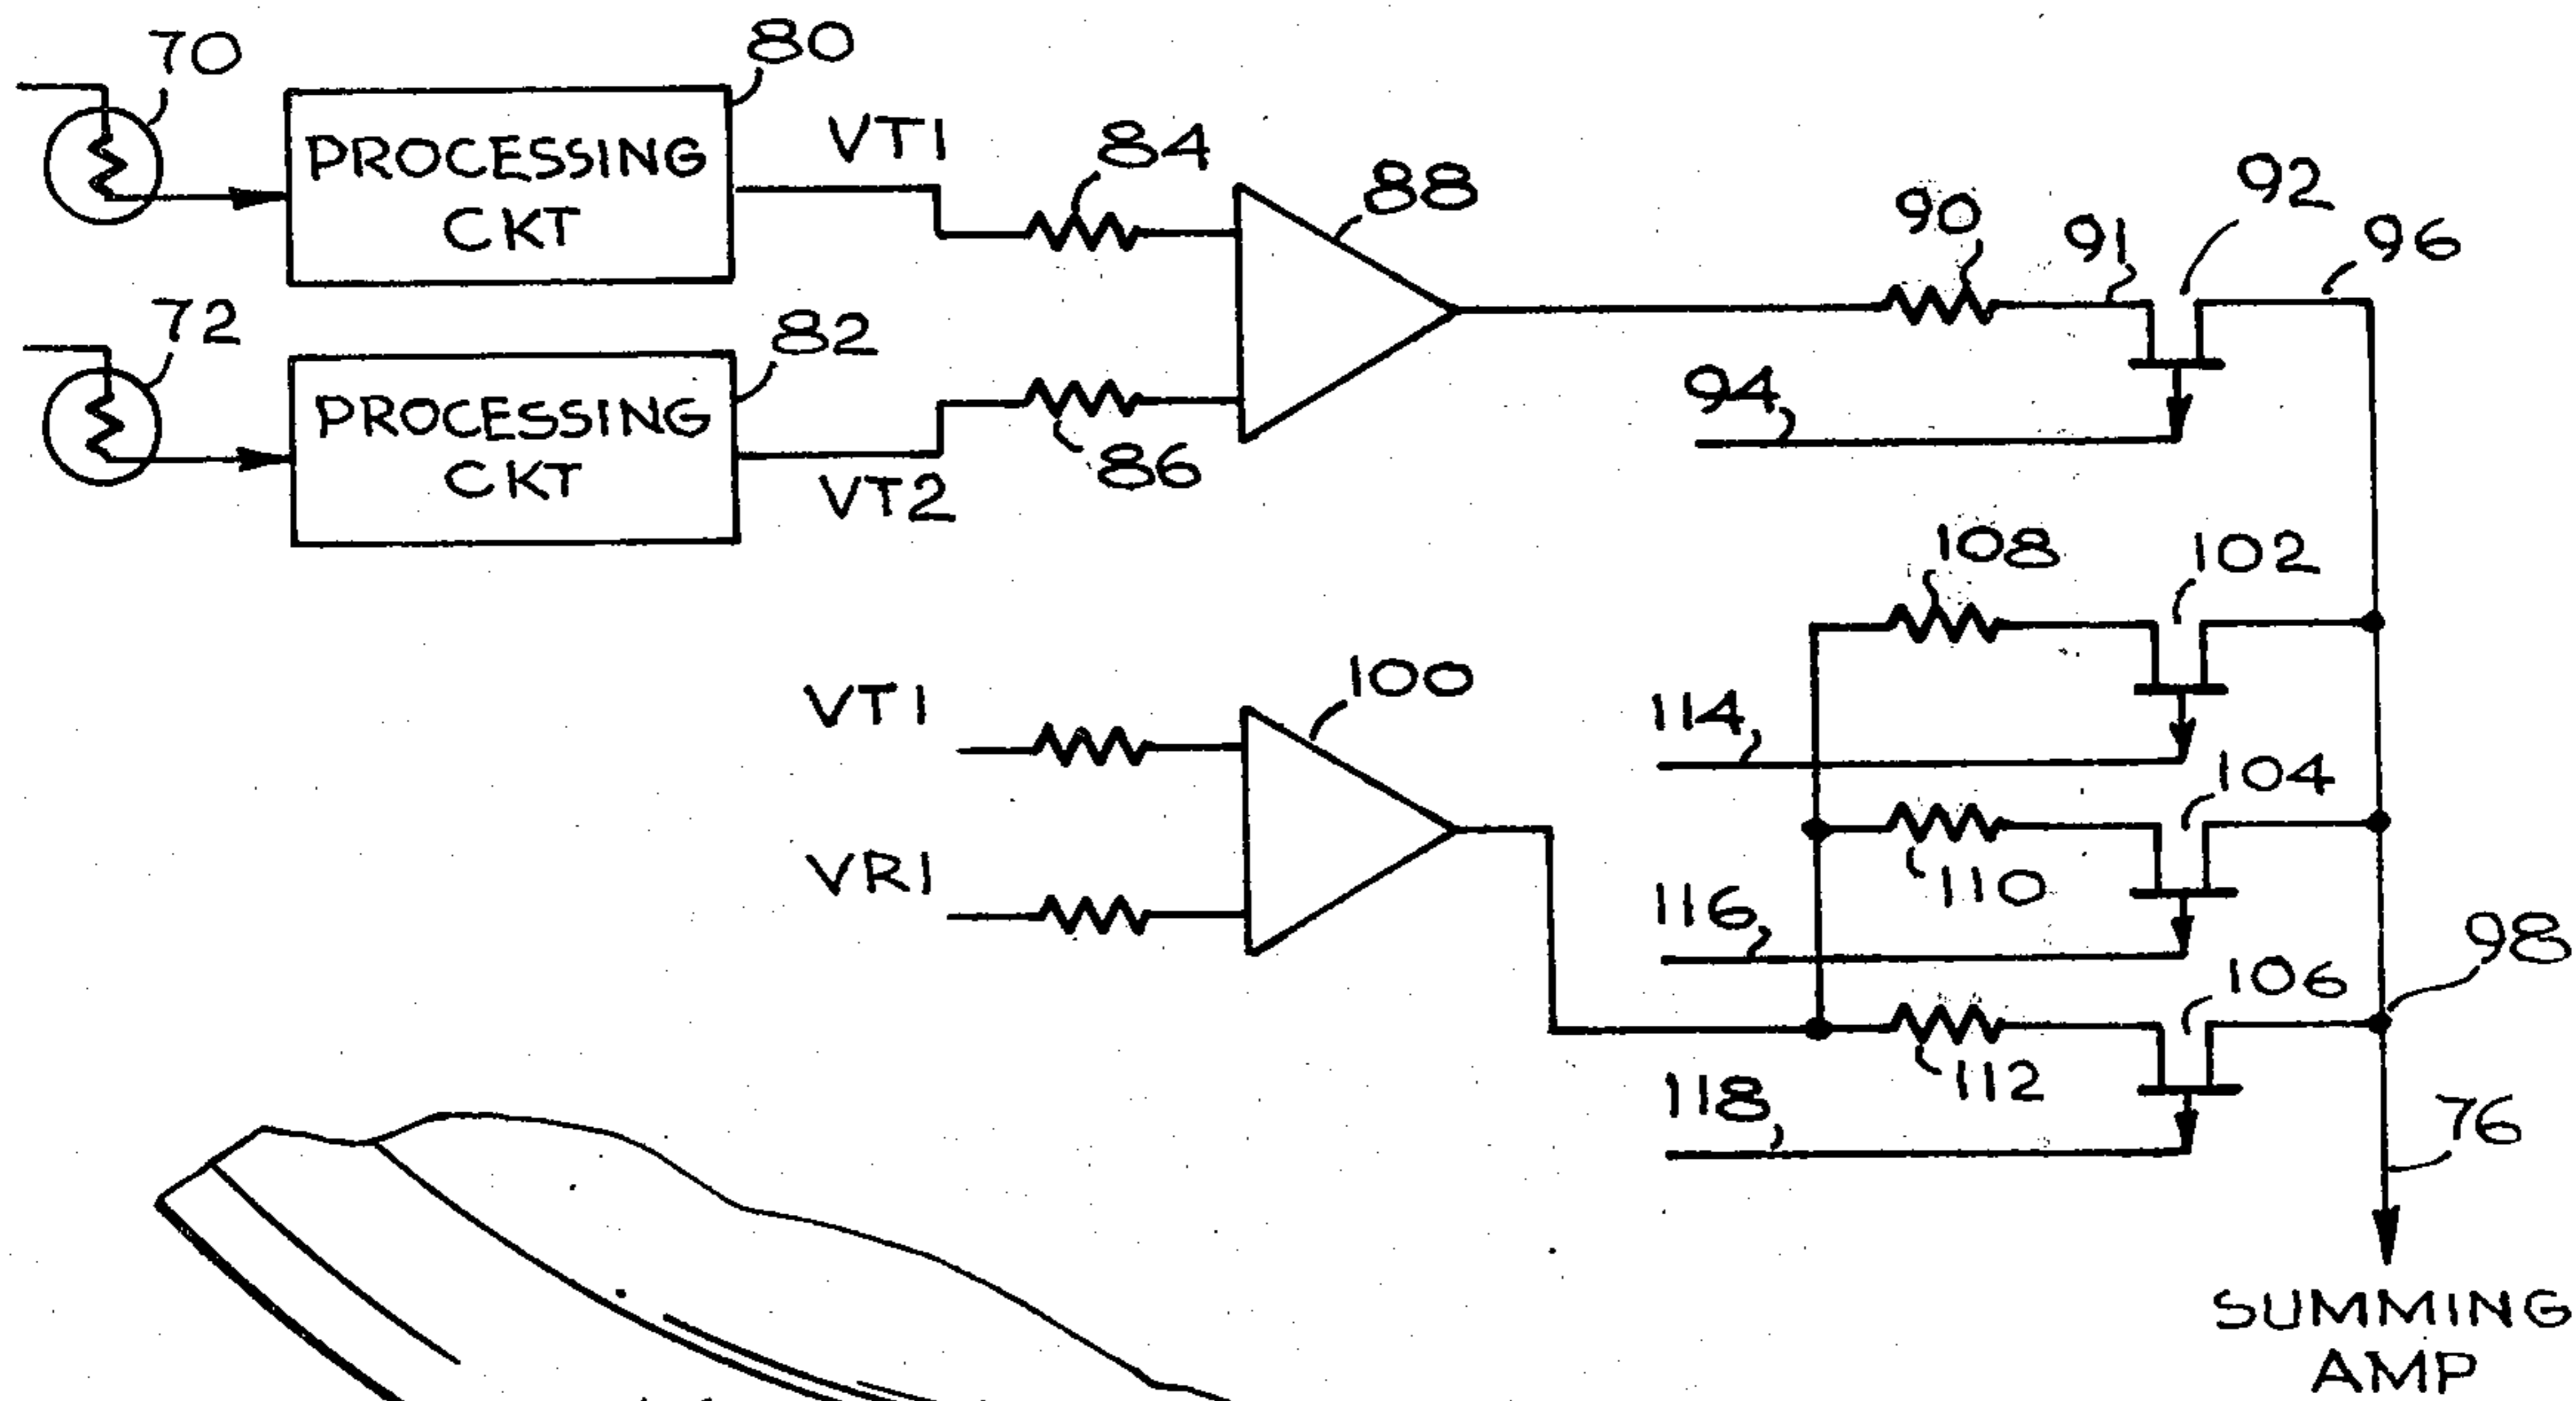 70
80
PROCESSING
CKT
VT1
84
88
90
91
92
96
72
82
PROCESSING
CKT
VT2
86
94
108
102
VT1
100
114
104
VR1
110
116
98
106
112
118
76
SUMMING
AMP